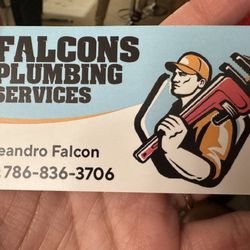 FALCONS
PLUMBING
SERVICES
eandro Falcon
786-836-3706